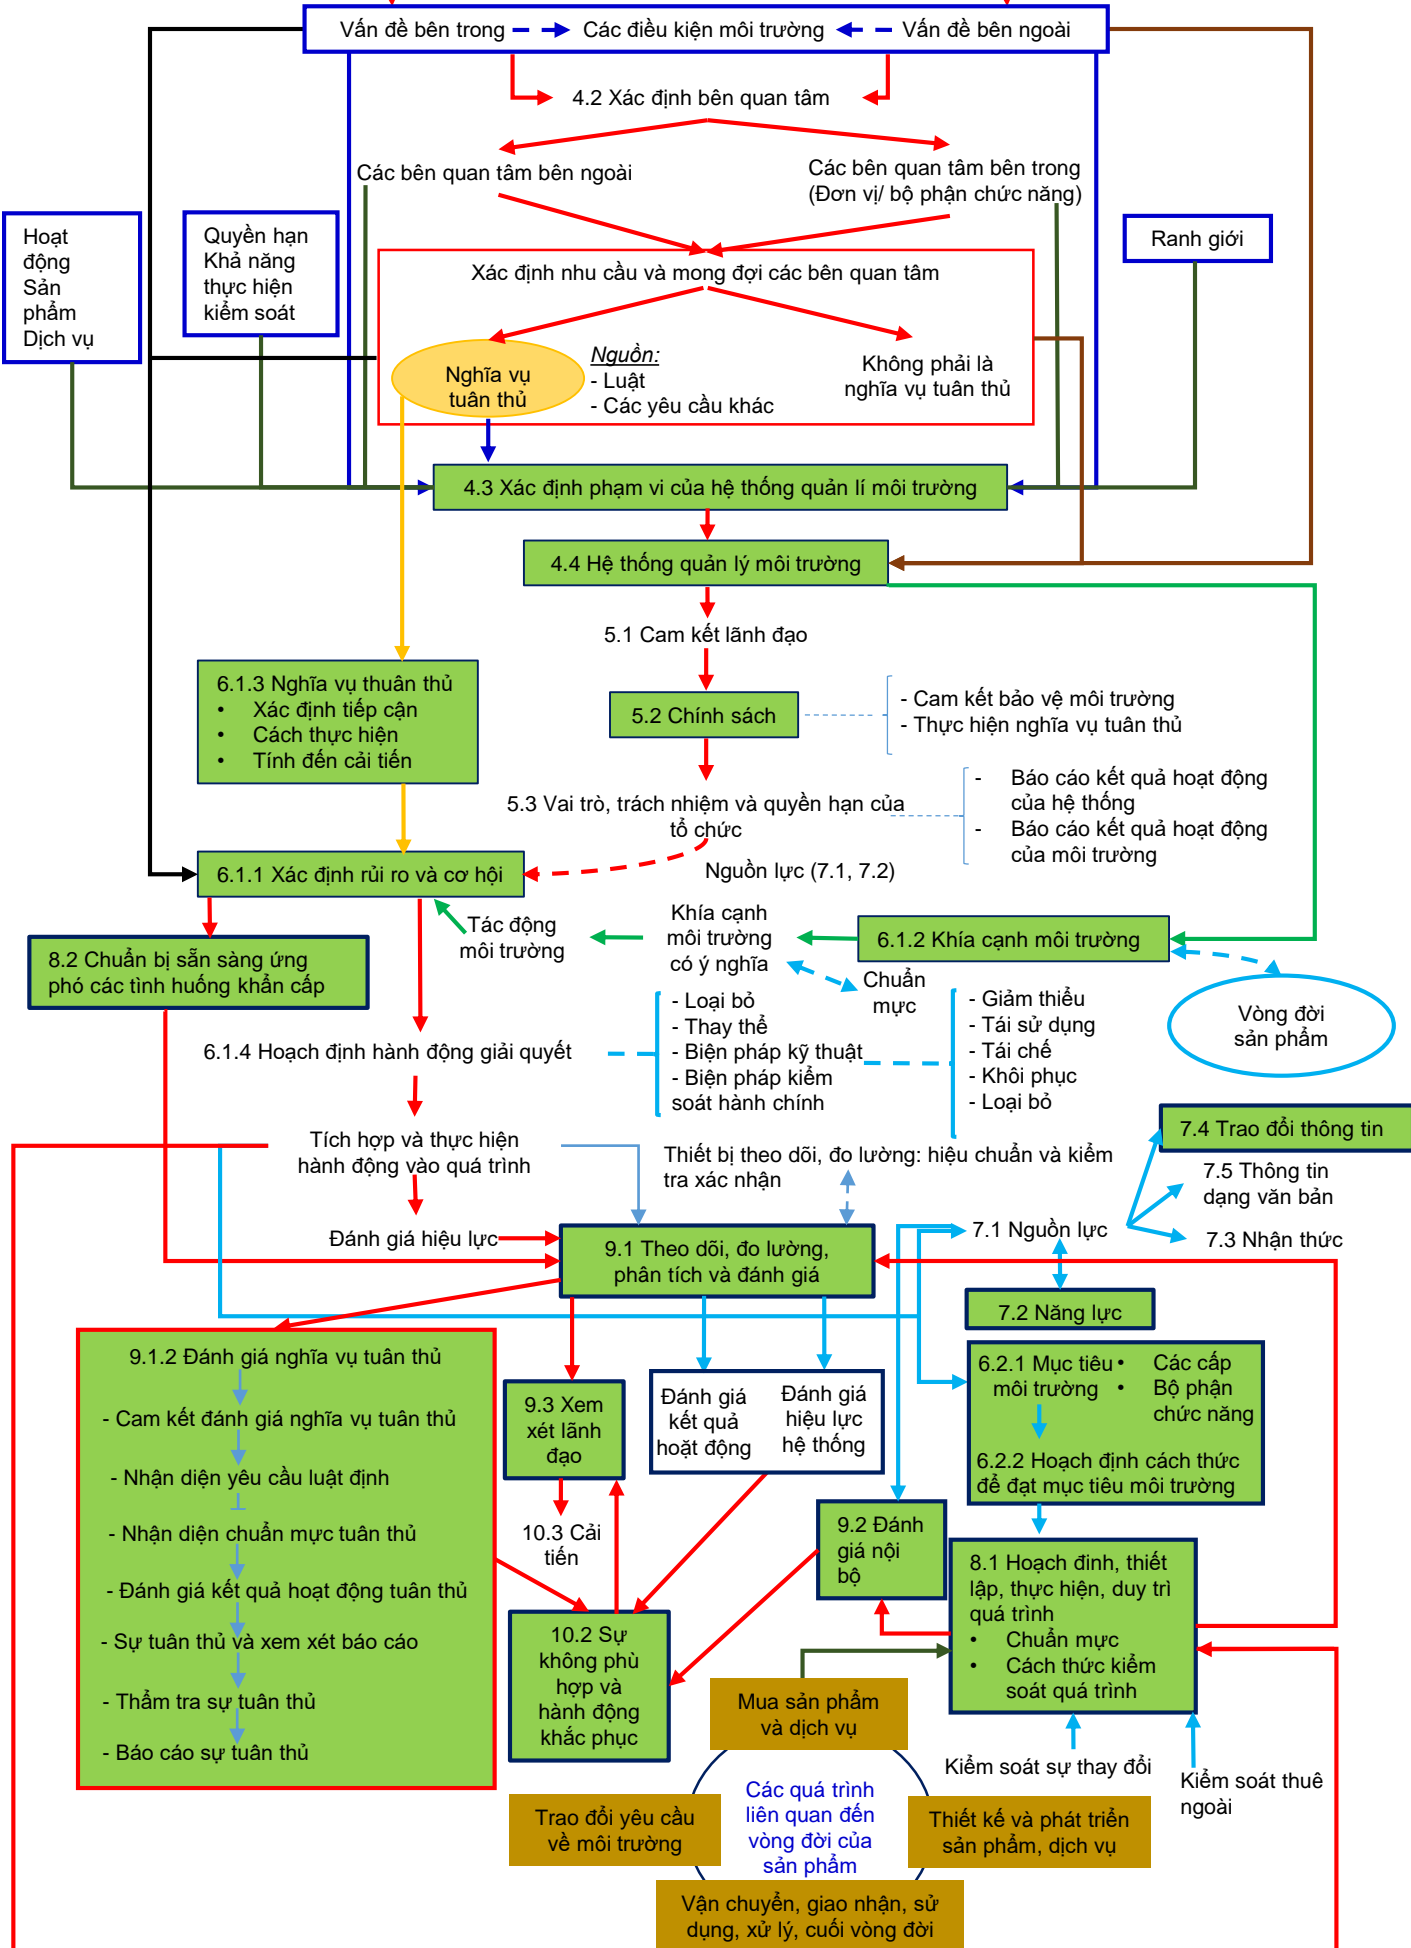 Vấn đề bên trong
Các điều kiện môi trường
Vấn đề bên ngoài
4.2 Xác định bên quan tâm
Các bên quan tâm bên ngoài
Các bên quan tâm bên trong
(Đơn vị/ bộ phận chức năng)
Hoạt
động
Sản
phẩm
Dịch vụ
Quyền hạn
Khả năng
thực hiện
kiểm soát
Ranh giới
Xác định nhu cầu và mong đợi các bên quan tâm
Nghĩa vụ
tuân thủ
Nguồn:
- Luật
- Các yêu cầu khác
Không phải là
nghĩa vụ tuân thủ
4.3 Xác định phạm vi của hệ thống quản lí môi trường
4.4 Hệ thống quản lý môi trường
5.1 Cam kết lãnh đạo
6.1.3 Nghĩa vụ thuân thủ
• Xác định tiếp cận
• Cách thực hiện
• Tính đến cải tiến
5.2 Chính sách
- Cam kết bảo vệ môi trường
- Thực hiện nghĩa vụ tuân thủ
5.3 Vai trò, trách nhiệm và quyền hạn của
tổ chức
- Báo cáo kết quả hoạt động
của hệ thống
- Báo cáo kết quả hoạt động
của môi trường
6.1.1 Xác định rủi ro và cơ hội
Nguồn lực (7.1, 7.2)
Tác động
môi trường
Khía cạnh
môi trường
có ý nghĩa
6.1.2 Khía cạnh môi trường
8.2 Chuẩn bị sẵn sàng ứng
phó các tình huống khẩn cấp
Chuẩn
mực
Vòng đời
sản phẩm
6.1.4 Hoạch định hành động giải quyết
- Loại bỏ
- Thay thể
- Biện pháp kỹ thuật
- Biện pháp kiểm
soát hành chính
- Giảm thiểu
- Tái sử dụng
- Tái chế
- Khôi phục
- Loại bỏ
Tích hợp và thực hiện
hành động vào quá trình
Thiết bị theo dõi, đo lường: hiệu chuẩn và kiểm
tra xác nhận
7.4 Trao đổi thông tin
7.5 Thông tin
dạng văn bản
7.1 Nguồn lực
7.3 Nhận thức
Đánh giá hiệu lực
9.1 Theo dõi, đo lường,
phân tích và đánh giá
7.2 Năng lực
9.1.2 Đánh giá nghĩa vụ tuân thủ
- Cam kết đánh giá nghĩa vụ tuân thủ
- Nhận diện yêu cầu luật định
- Nhận diện chuẩn mực tuân thủ
- Đánh giá kết quả hoạt động tuân thủ
- Sự tuân thủ và xem xét báo cáo
- Thẩm tra sự tuân thủ
- Báo cáo sự tuân thủ
9.3 Xem
xét lãnh
đạo
Đánh giá
kết quả
hoặt động
Đánh giá
hiệu lực
hệ thống
6.2.1 Mục tiêu
môi trường
• Các cấp
• Bộ phận
chức năng
6.2.2 Hoạch định cách thức
để đạt mục tiêu môi trường
10.3 Cải
tiến
9.2 Đánh
giá nội
bộ
8.1 Hoạch đinh, thiết
lập, thực hiện, duy trì
quá trình
• Chuẩn mực
• Cách thức kiểm
soát quá trình
10.2 Sự
không phù
hợp và
hành động
khắc phục
Mua sản phẩm
và dịch vụ
Kiểm soát sự thay đổi
Kiểm soát thuê
ngoài
Các quá trình
liên quan đến
vòng đời của
sản phẩm
Trao đổi yêu cầu
về môi trường
Thiết kế và phát triển
sản phẩm, dịch vụ
Vận chuyển, giao nhận, sử
dụng, xử lý, cuối vòng đời